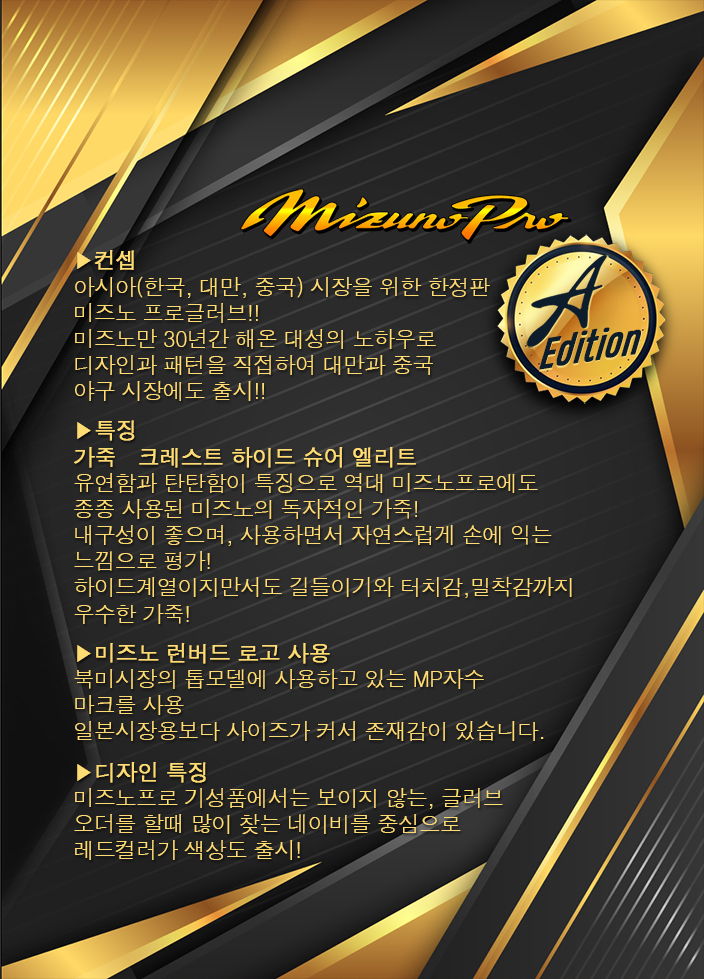 Mizuno Pro
A
Edition
▶컨셉
아시아(한국, 대만, 중국) 시장을 위한 한정판
미즈노 프로글러브!!
미즈노만 30년간 해온 대성의 노하우로
디자인과 패턴을 직접하여 대만과 중국
야구 시장에도 출시!!
▶특징
가죽 크레스트 하이드 슈어 엘리트
유연함과 탄탄함이 특징으로 역대 미즈노프로에도
종종 사용된 미즈노의 독자적인 가죽!
내구성이 좋으며, 사용하면서 자연스럽게 손에 익는
느낌으로 평가!
하이드계열이지만서도 길들이기와 터치감,밀착감까지
우수한 가죽!
▶미즈노 런버드 로고 사용
북미시장의 톱모델에 사용하고 있는 MP자수
마크를 사용
일본시장용보다 사이즈가 커서 존재감이 있습니다.
▶디자인 특징
미즈노프로 기성품에서는 보이지 않는, 글러브
오더를 할때 많이 찾는 네이비를 중심으로
레드컬러가 색상도 출시!